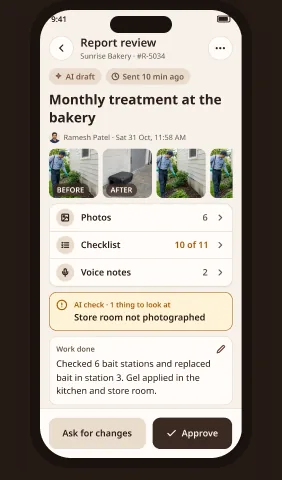 9:41
Report review
Sunrise Bakery · #R-5034
AI draft
Sent 10 min ago
Monthly treatment at the
bakery
Ramesh Patel · Sat 31 Oct, 11:58 AM
BEFORE
AFTER
Photos 6
Checklist 10 of 11
Voice notes 2
AI check · 1 thing to look at
Store room not photographed
Work done
Checked 6 bait stations and replaced
bait in station 3. Gel applied in the
kitchen and store room.
Ask for changes
Approve